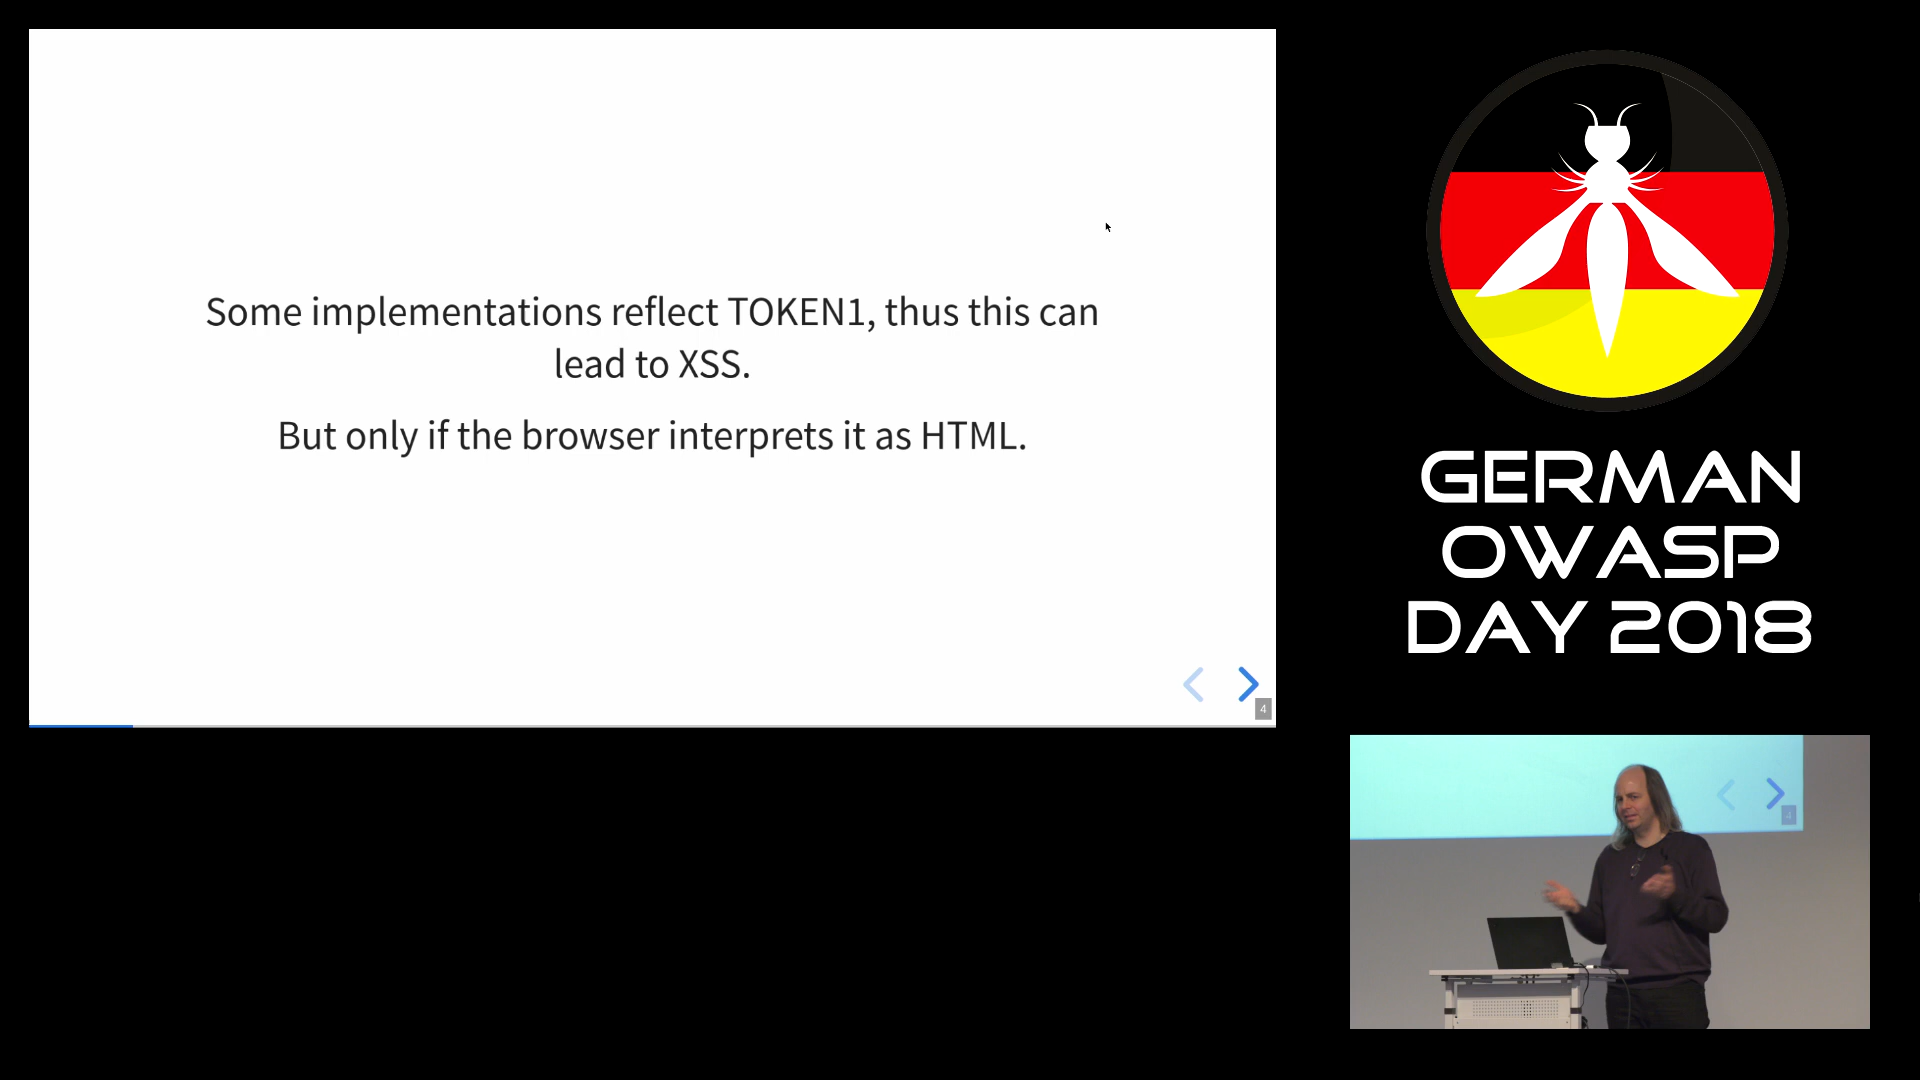 Some implementations reflect TOKEN1, thus this can
lead to XSS.
But only if the browser interprets it as HTML.
4
GERMAN
OWASP
DAY 2018
4